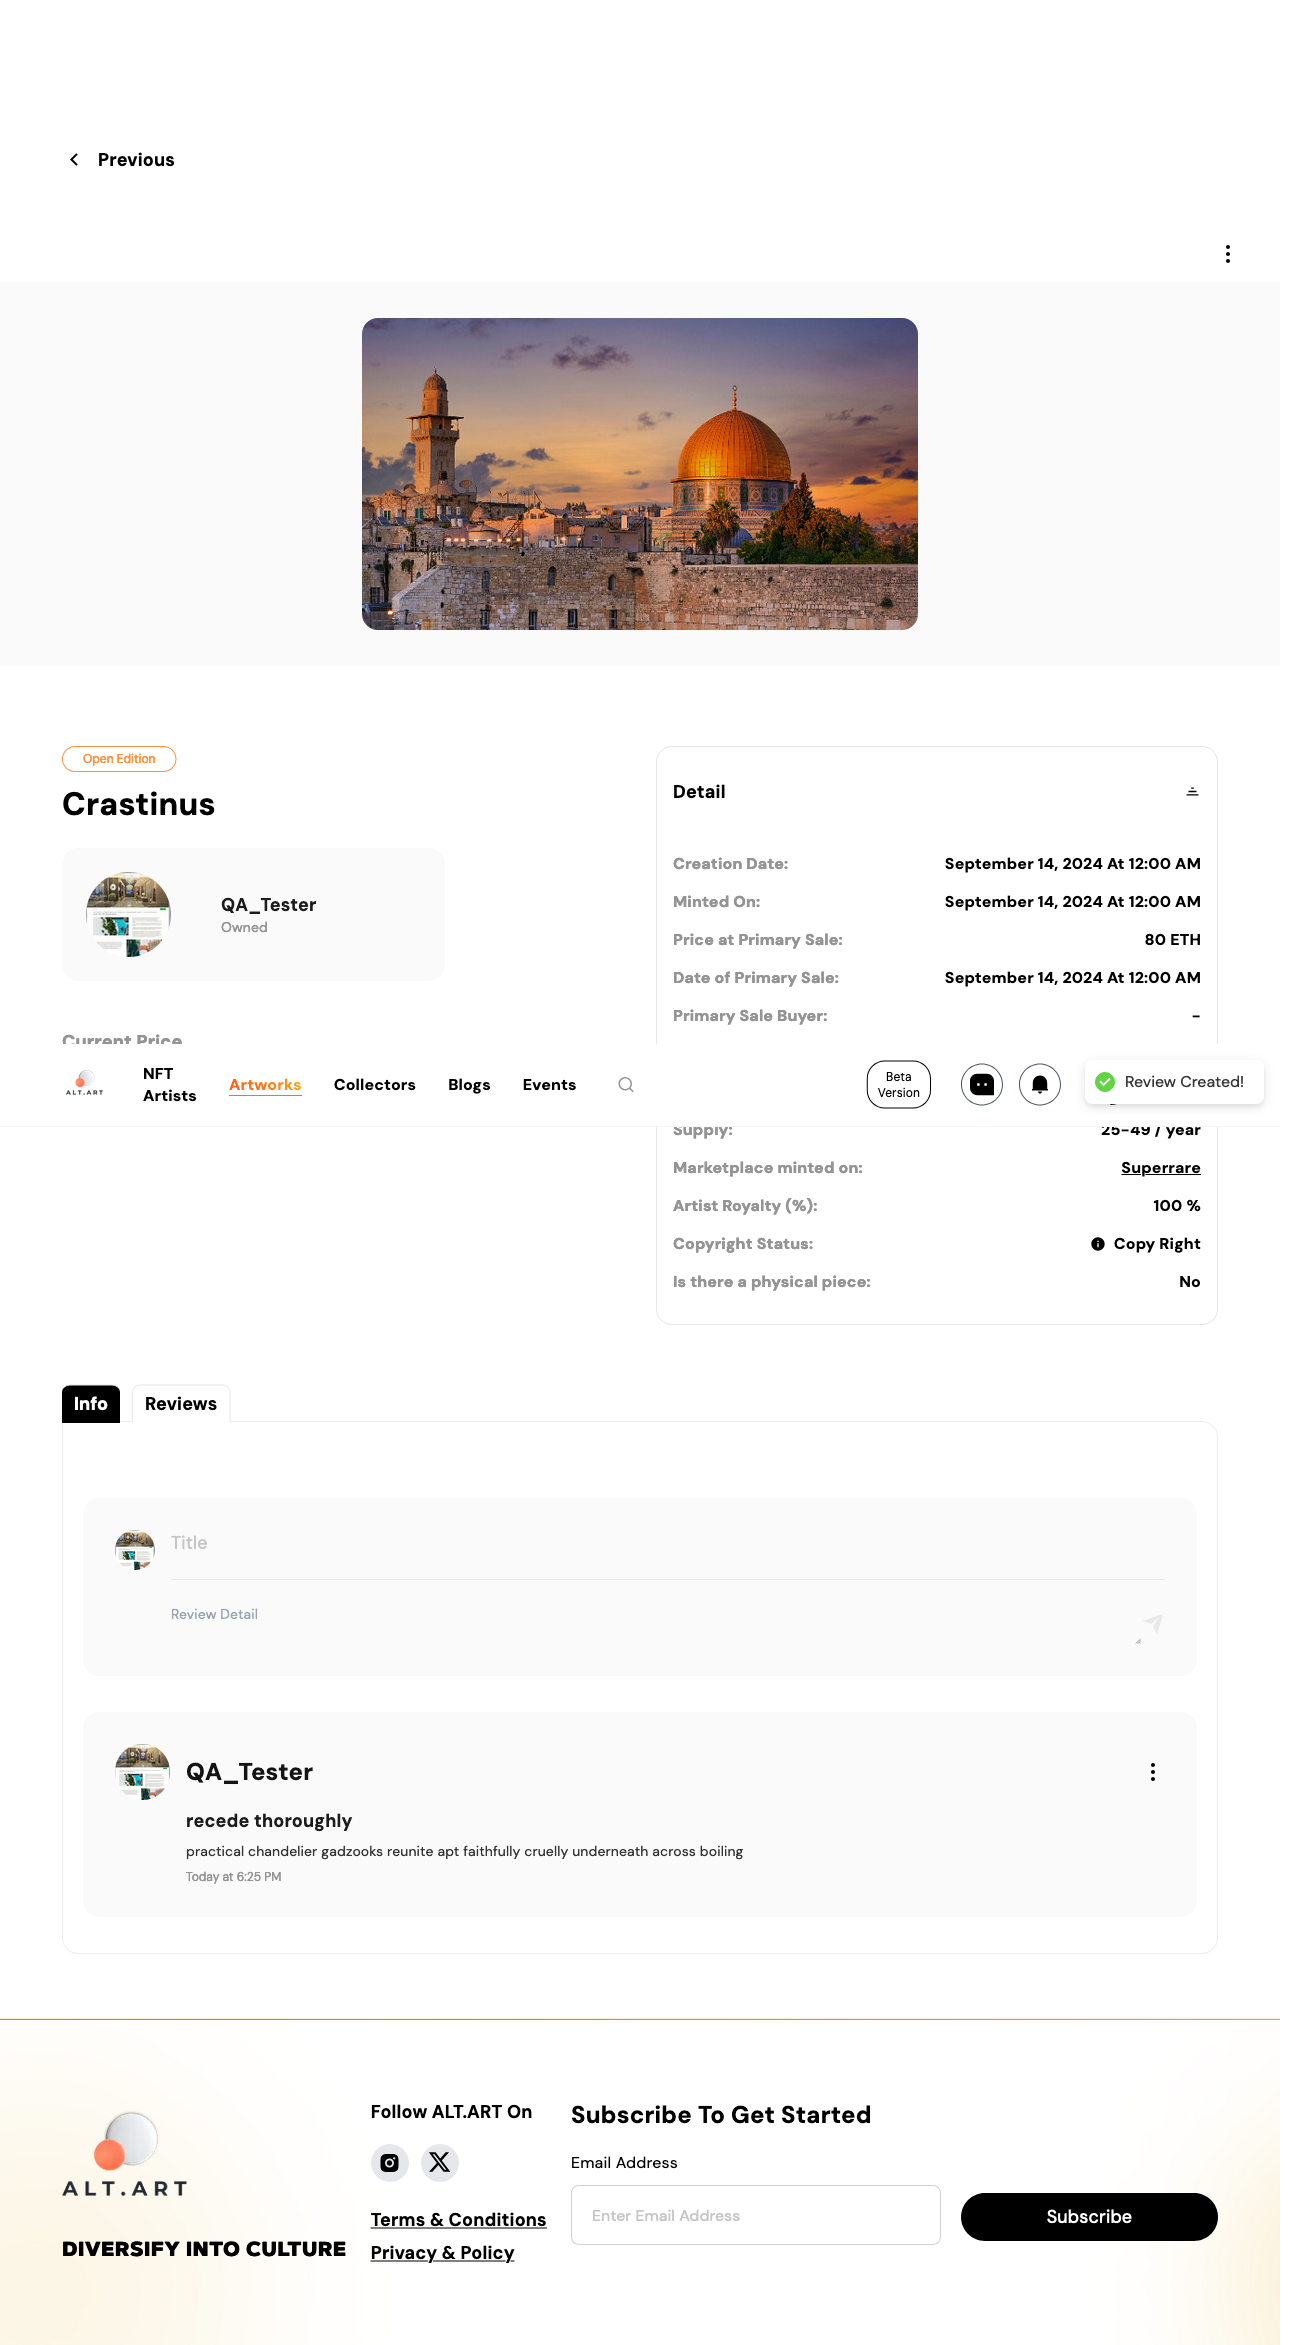 Previous
Open Edition
Crastinus
QA_Tester
Owned
Current Price
Detail
Creation Date: September 14, 2024 At 12:00 AM
Minted On: September 14, 2024 At 12:00 AM
Price at Primary Sale: 80 ETH
Date of Primary Sale: September 14, 2024 At 12:00 AM
Primary Sale Buyer: -
ALT.ART
NFT
Artists
Artworks
Collectors
Blogs
Events
Beta
Version
Review Created!
Supply: 25-49 / year
Marketplace minted on: Superrare
Artist Royalty (%): 100 %
Copyright Status: Copy Right
Is there a physical piece: No
Info
Reviews
Title
Review Detail
QA_Tester
recede thoroughly
practical chandelier gadzooks reunite apt faithfully cruelly underneath across boiling
Today at 6:25 PM
ALT.ART
DIVERSIFY INTO CULTURE
Follow ALT.ART On
Terms & Conditions
Privacy & Policy
Subscribe To Get Started
Email Address
Enter Email Address
Subscribe